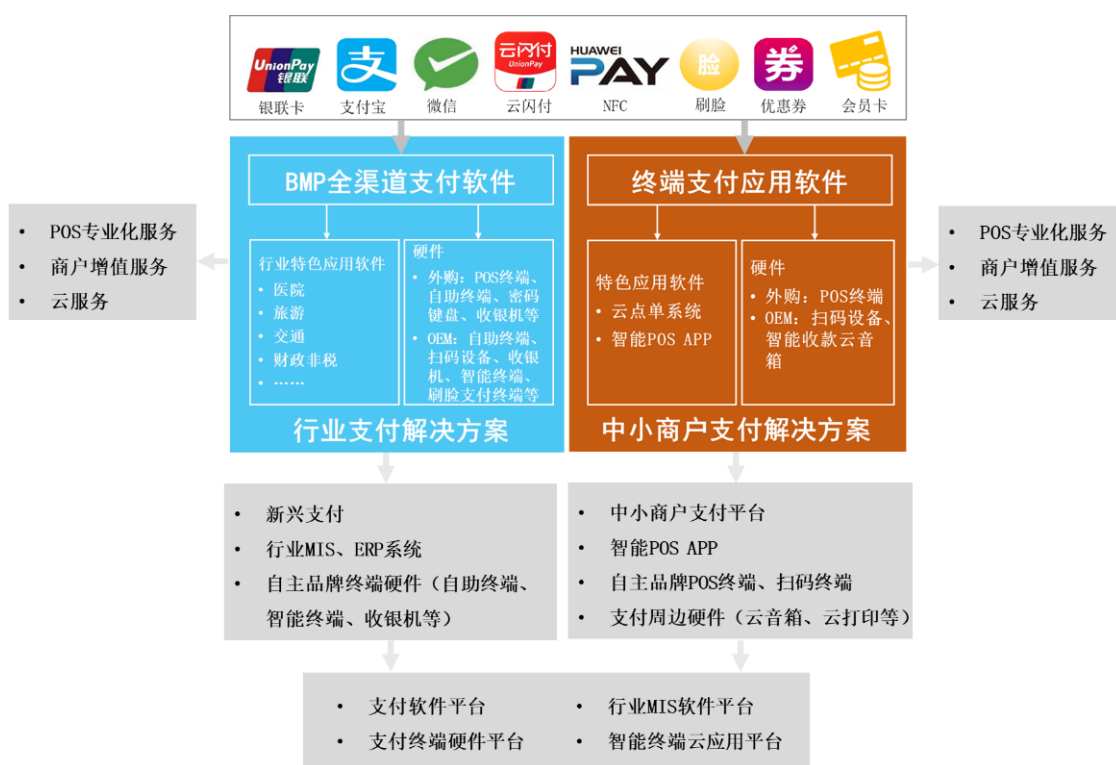 UnionPay
银联
支
云闪付
UnionPay
HUAWEI
PAY
脸
券
银联卡
支付宝
微信
云闪付
NFC
刷脸
优惠券
会员卡
BMP全渠道支付软件
行业特色应用软件
• 医院
• 旅游
• 交通
• 财政非税
• ……
硬件
• 外购：POS终端、
自助终端、密码
键盘、收银机等
• OEM：自助终端、
扫码设备、收银
机、智能终端、
刷脸支付终端等
行业支付解决方案
终端支付应用软件
特色应用软件
• 云点单系统
• 智能POS APP
硬件
• 外购：POS终端
• OEM：扫码设备、
智能收款云音
箱
中小商户支付解决方案
• POS专业化服务
• 商户增值服务
• 云服务
• POS专业化服务
• 商户增值服务
• 云服务
• 新兴支付
• 行业MIS、ERP系统
• 自主品牌终端硬件（自助终端、
智能终端、收银机等）
• 中小商户支付平台
• 智能POS APP
• 自主品牌POS终端、扫码终端
• 支付周边硬件（云音箱、云打印等）
• 支付软件平台
• 支付终端硬件平台
• 行业MIS软件平台
• 智能终端云应用平台